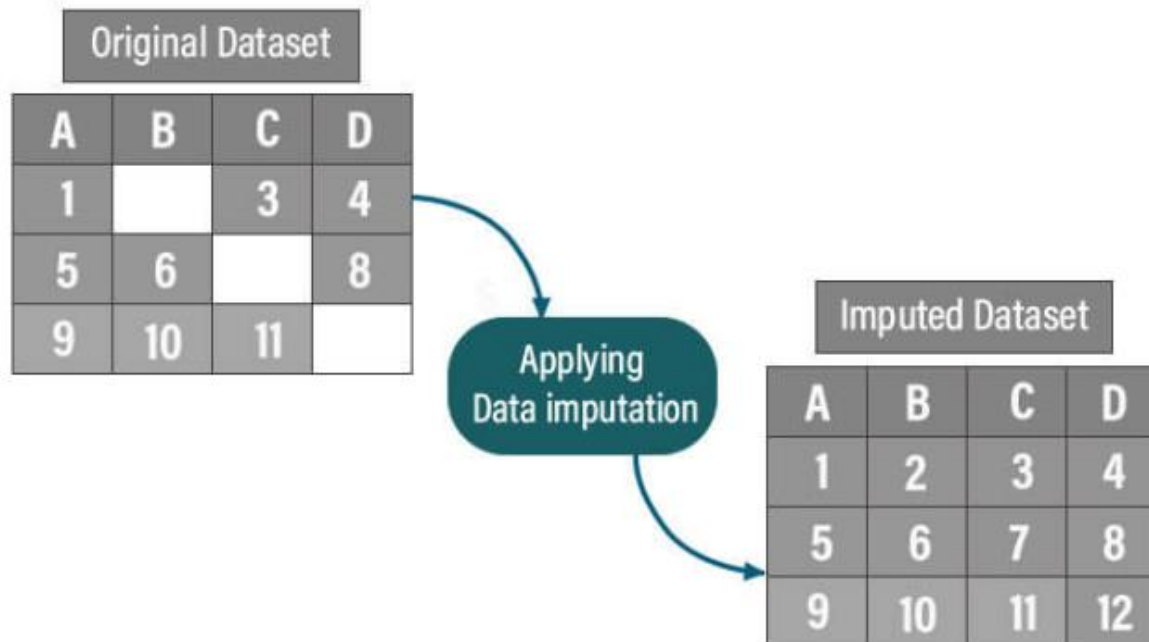 Original Dataset
A B C D
1 3 4
5 6 8
9 10 11
Applying
Data imputation
Imputed Dataset
A B C D
1 2 3 4
5 6 7 8
9 10 11 12